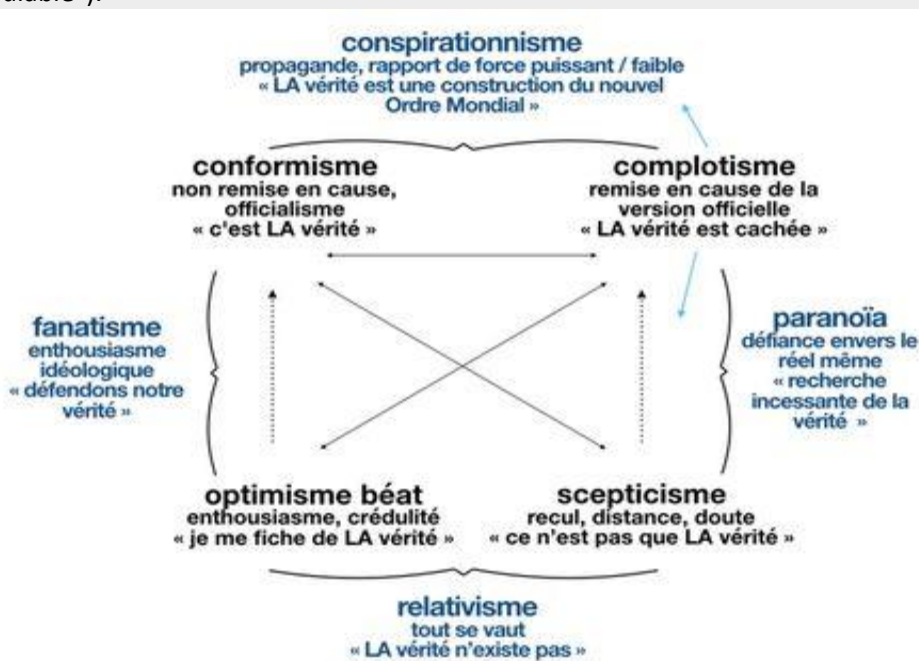 conspirationnisme
propagande, rapport de force puissant / faible
« LA vérité est une construction du nouvel
Ordre Mondial »
conformisme
non remise en cause,
officialisme
« c'est LA vérité »
complotisme
remise en cause de la
version officielle
« LA vérité est cachée »
fanatisme
enthousiasme
idéologique
« défendons notre
vérité »
paranoïa
défiance envers le
réel même
« recherche
incessante de la
vérité »
optimisme béat
enthousiasme, crédulité
« je me fiche de LA vérité »
scepticisme
recul, distance, doute
« ce n'est pas que LA vérité »
relativisme
tout se vaut
« LA vérité n'existe pas »